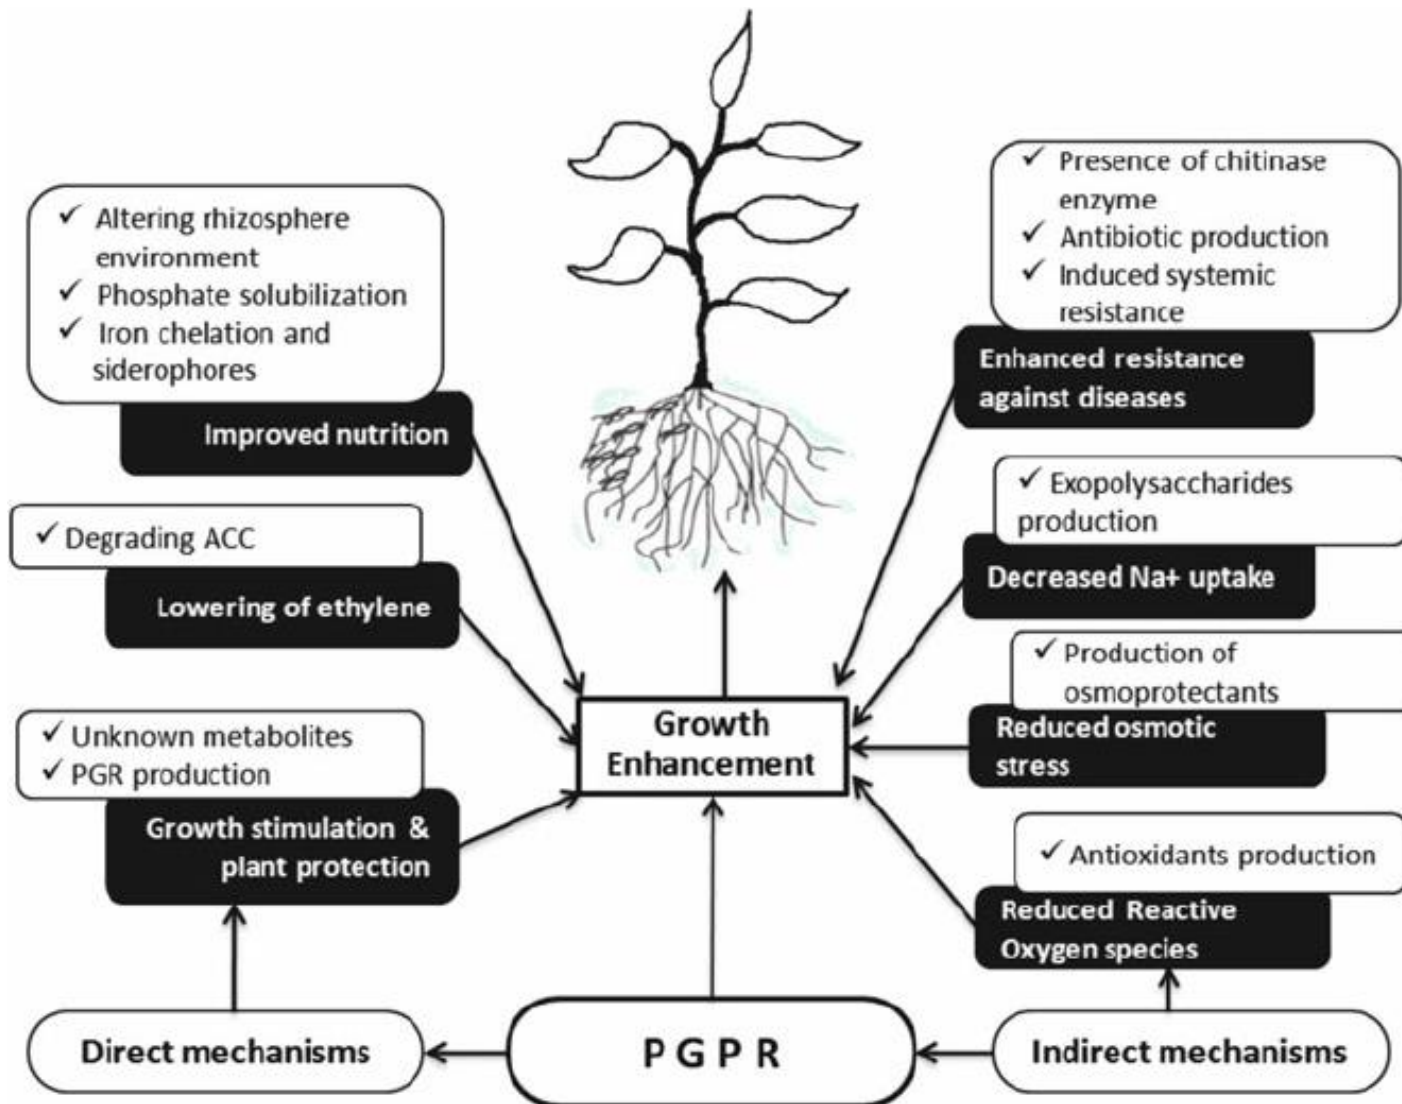 ✓ Altering rhizosphere
environment
✓ Phosphate solubilization
✓ Iron chelation and
siderophores
Improved nutrition
✓ Degrading ACC
Lowering of ethylene
✓ Unknown metabolites
✓ PGR production
Growth stimulation &
plant protection
Direct mechanisms
✓ Presence of chitinase
enzyme
✓ Antibiotic production
✓ Induced systemic
resistance
Enhanced resistance
against diseases
✓ Exopolysaccharides
production
Decreased Na+ uptake
✓ Production of
osmoprotectants
Reduced osmotic
stress
✓ Antioxidants production
Reduced Reactive
Oxygen species
Indirect mechanisms
Growth
Enhancement
P G P R